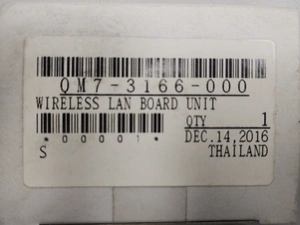 QM7-3166-000
WIRELESS LAN BOARD UNIT
QTY 1
*00001*
DEC.14,2016
S THAILAND